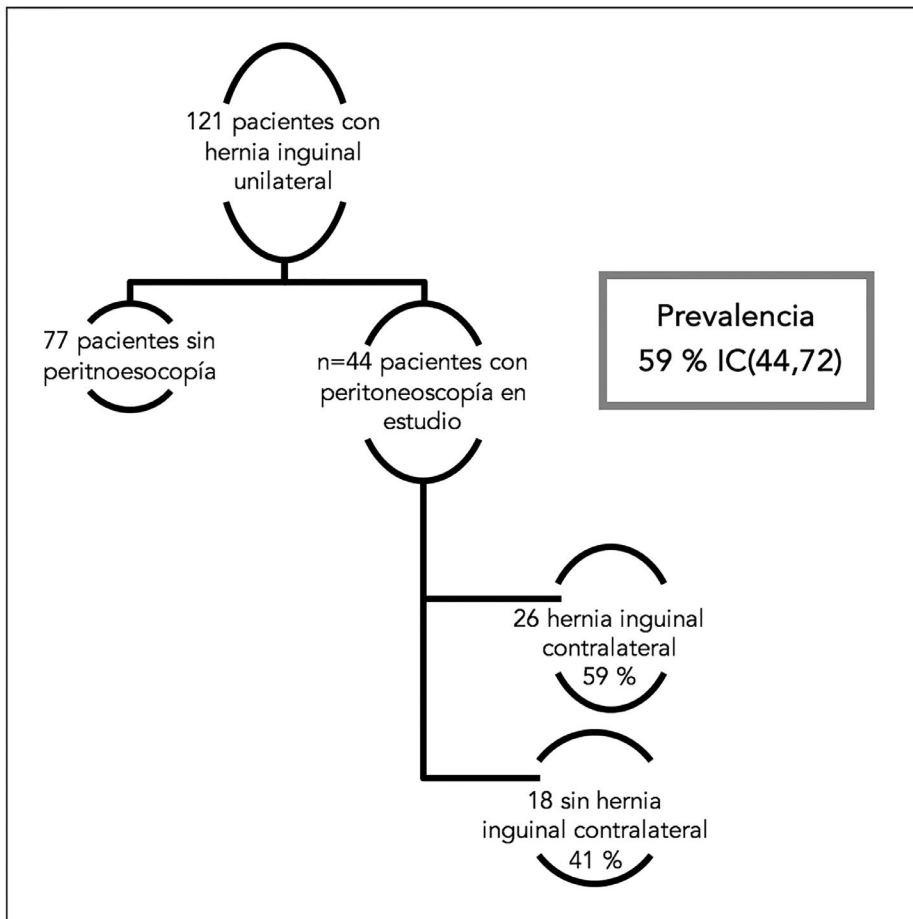 121 pacientes con
hernia inguinal
unilateral
77 pacientes sin
peritnoesocopía
n=44 pacientes con
peritoneoscopía en
estudio
Prevalencia
59 % IC(44,72)
26 hernia inguinal
contralateral
59 %
18 sin hernia
inguinal contralateral
41 %